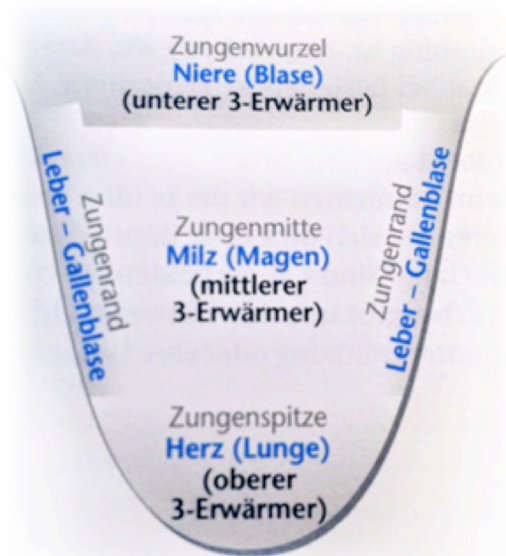 Zungenwurzel
Niere (Blase)
(unterer 3-Erwärmer)
Zungenrand
Leber – Gallenblase
Zungenmitte
Milz (Magen)
(mittlerer
3-Erwärmer)
Zungenrand
Leber – Gallenblase
Zungenspitze
Herz (Lunge)
(oberer
3-Erwärmer)